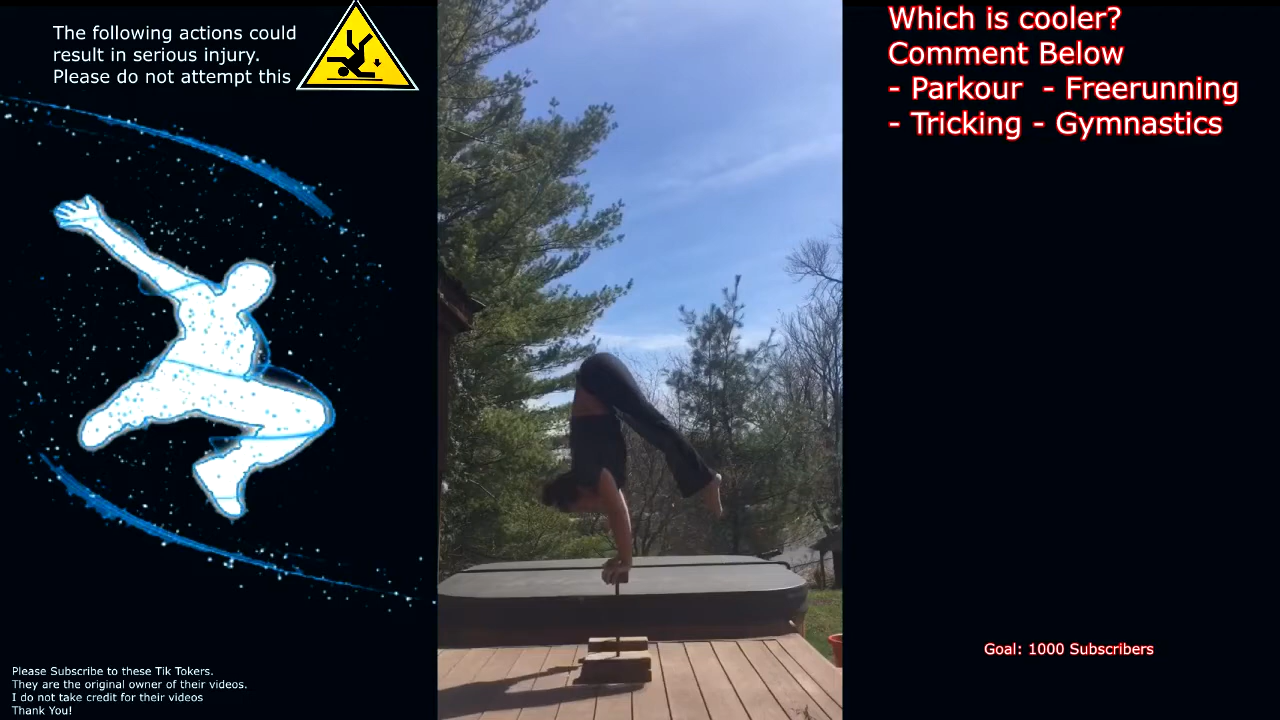 The following actions could
result in serious injury.
Please do not attempt this
Which is cooler?
Comment Below
- Parkour - Freerunning
- Tricking - Gymnastics
Goal: 1000 Subscribers
Please Subscribe to these Tik Tokers.
They are the original owner of their videos.
I do not take credit for their videos
Thank You!